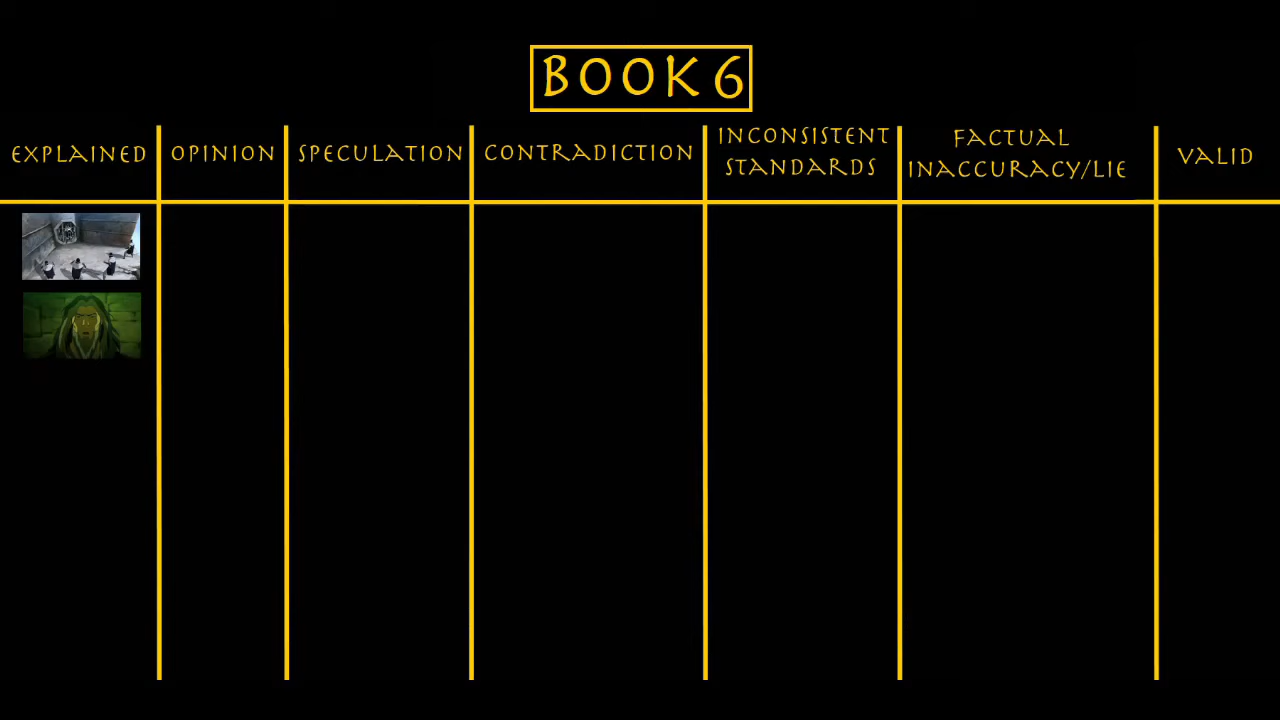 BOOK 6
EXPLAINED
OPINION
SPECULATION
CONTRADICTION
INCONSISTENT
STANDARDS
FACTUAL
INACCURACY/LIE
VALID